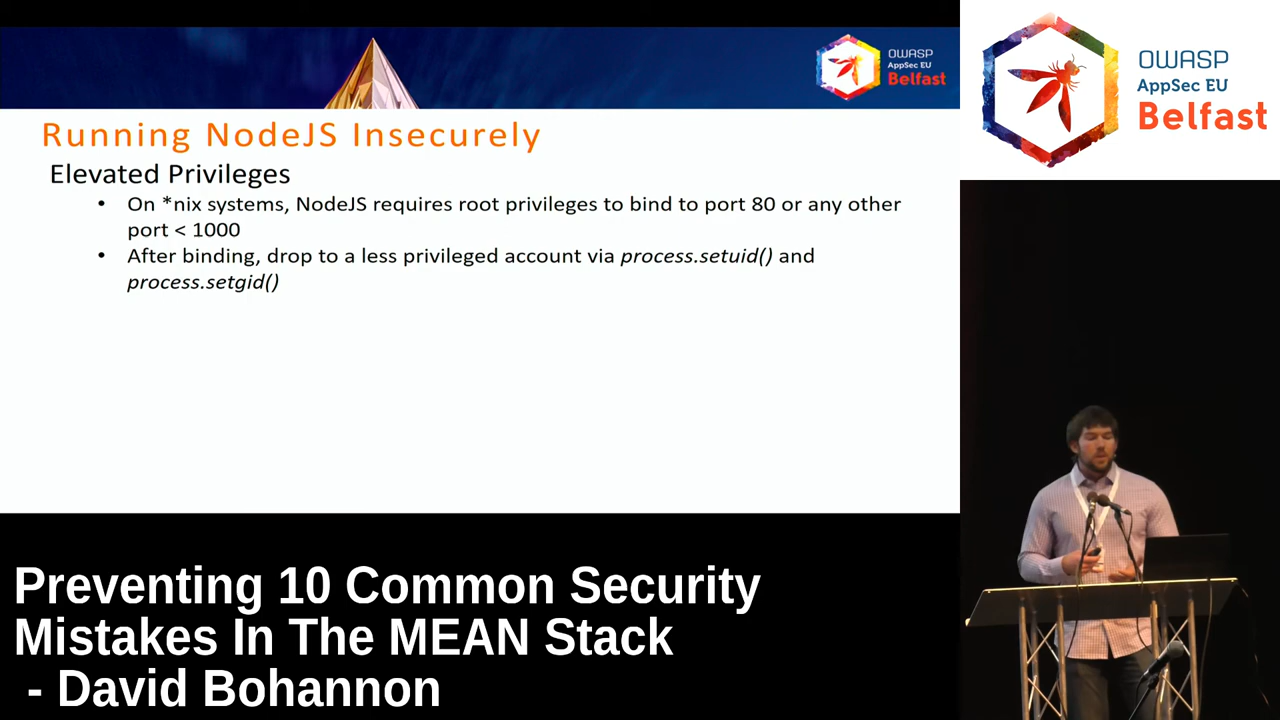 OWASP
AppSec EU
Belfast
OWASP
AppSec EU
Belfast
Running NodeJS Insecurely
Elevated Privileges
• On *nix systems, NodeJS requires root privileges to bind to port 80 or any other
port < 1000
• After binding, drop to a less privileged account via process.setuid() and
process.setgid()
Preventing 10 Common Security
Mistakes In The MEAN Stack
- David Bohannon